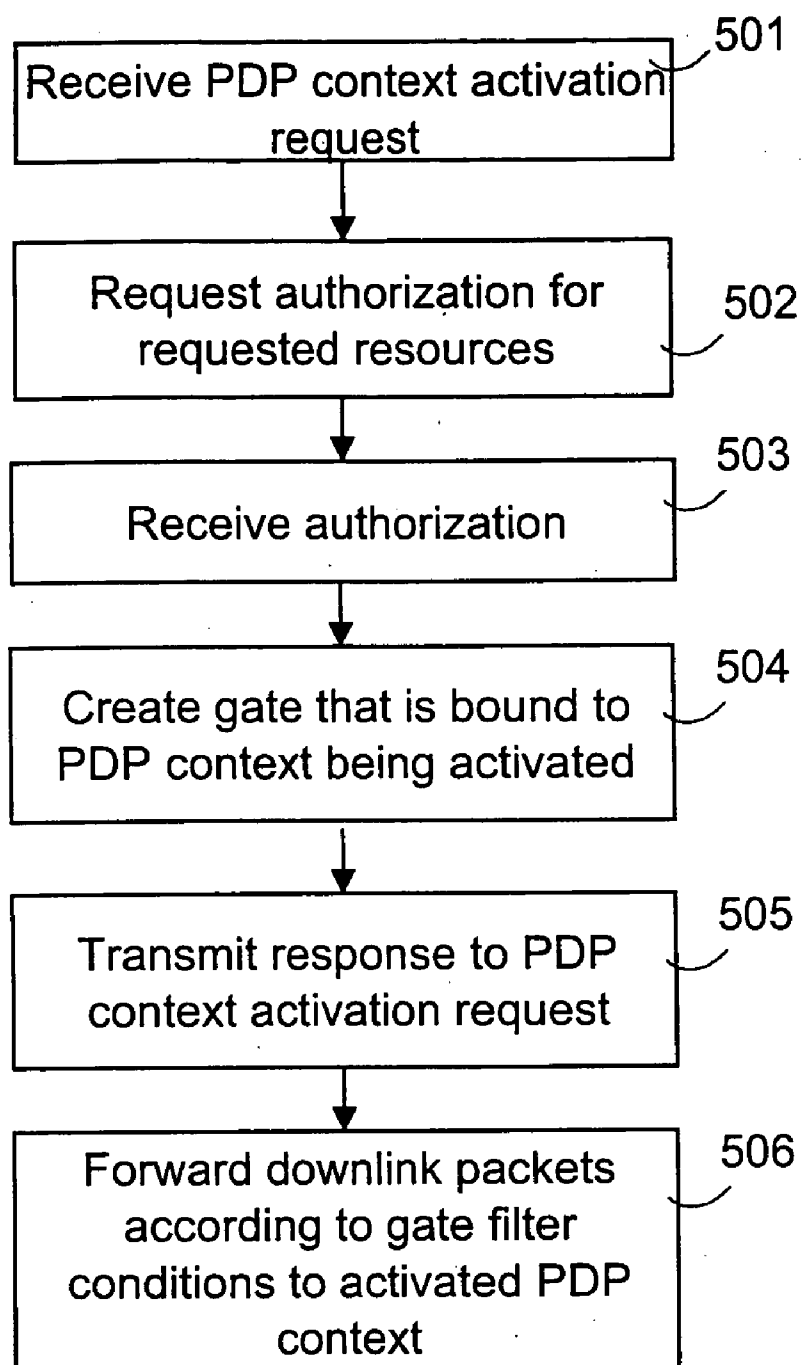 501
Receive PDP context activation
request
Request authorization for
requested resources
502
503
Receive authorization
504
Create gate that is bound to
PDP context being activated
505
Transmit response to PDP
context activation request
506
Forward downlink packets
according to gate filter
conditions to activated PDP
context